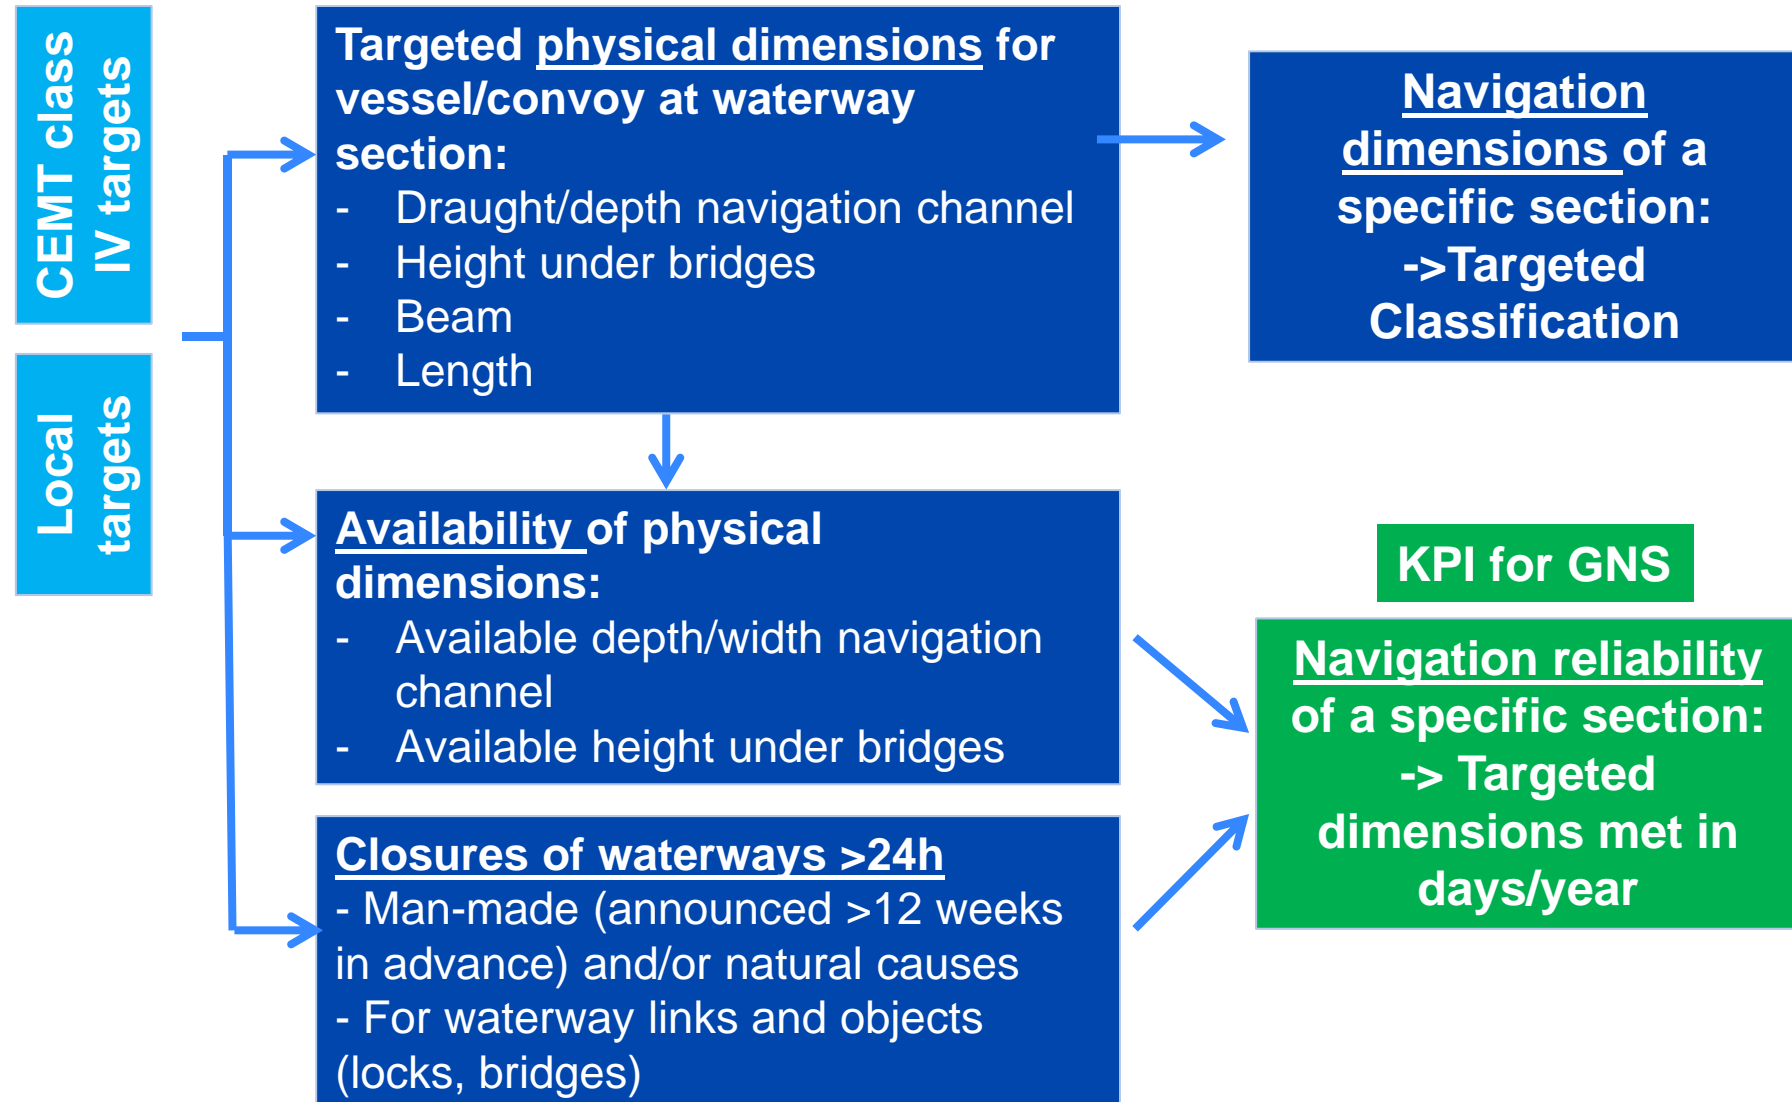 CEMT class
IV targets
Local
targets
Targeted physical dimensions for
vessel/convoy at waterway
section:
- Draught/depth navigation channel
- Height under bridges
- Beam
- Length
Navigation
dimensions of a
specific section:
->Targeted
Classification
Availability of physical
dimensions:
- Available depth/width navigation
channel
- Available height under bridges
Closures of waterways >24h
- Man-made (announced >12 weeks
in advance) and/or natural causes
- For waterway links and objects
(locks, bridges)
KPI for GNS
Navigation reliability
of a specific section:
-> Targeted
dimensions met in
days/year